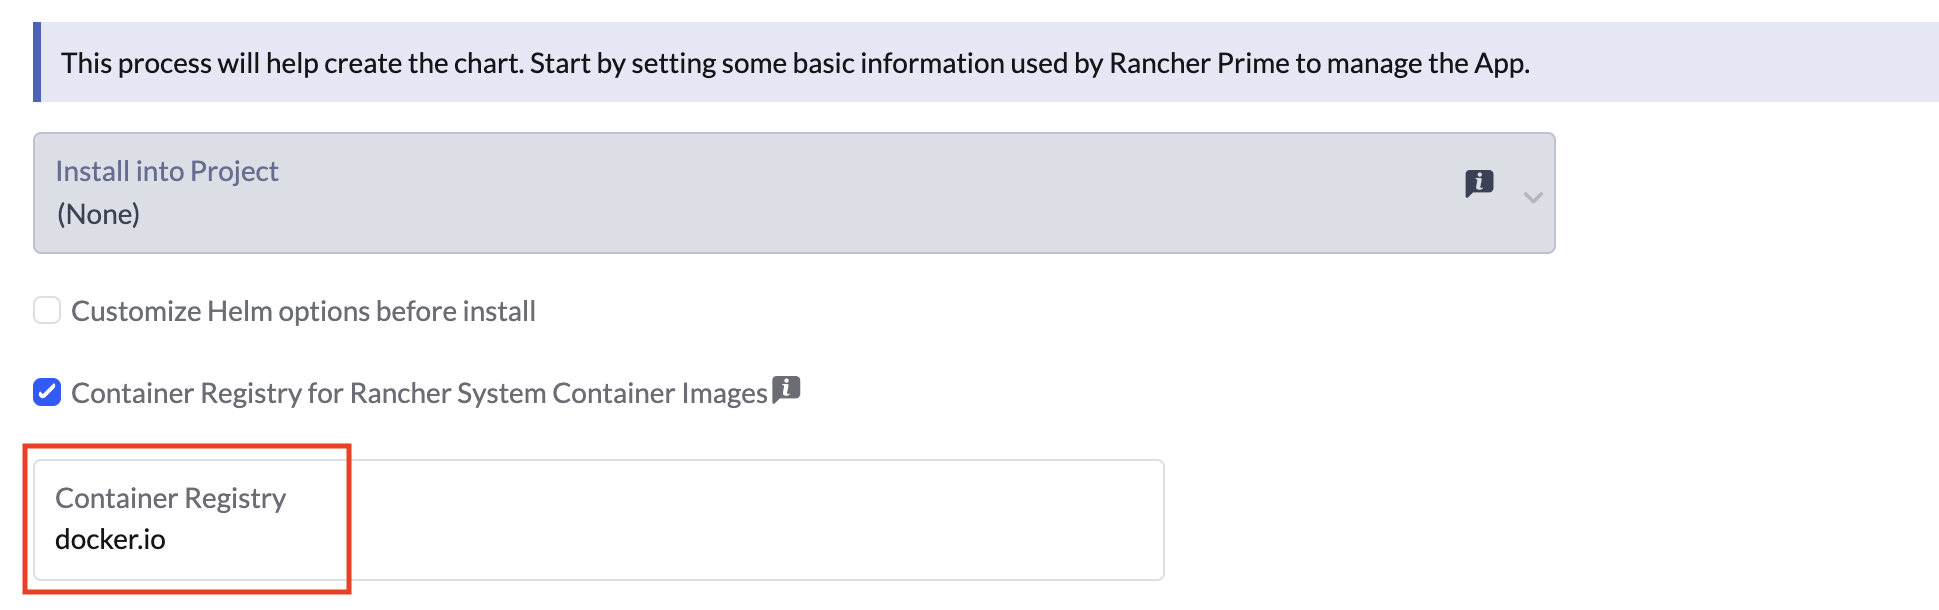 This process will help create the chart. Start by setting some basic information used by Rancher Prime to manage the App.
Install into Project
(None)
Customize Helm options before install
Container Registry for Rancher System Container Images
Container Registry
docker.io